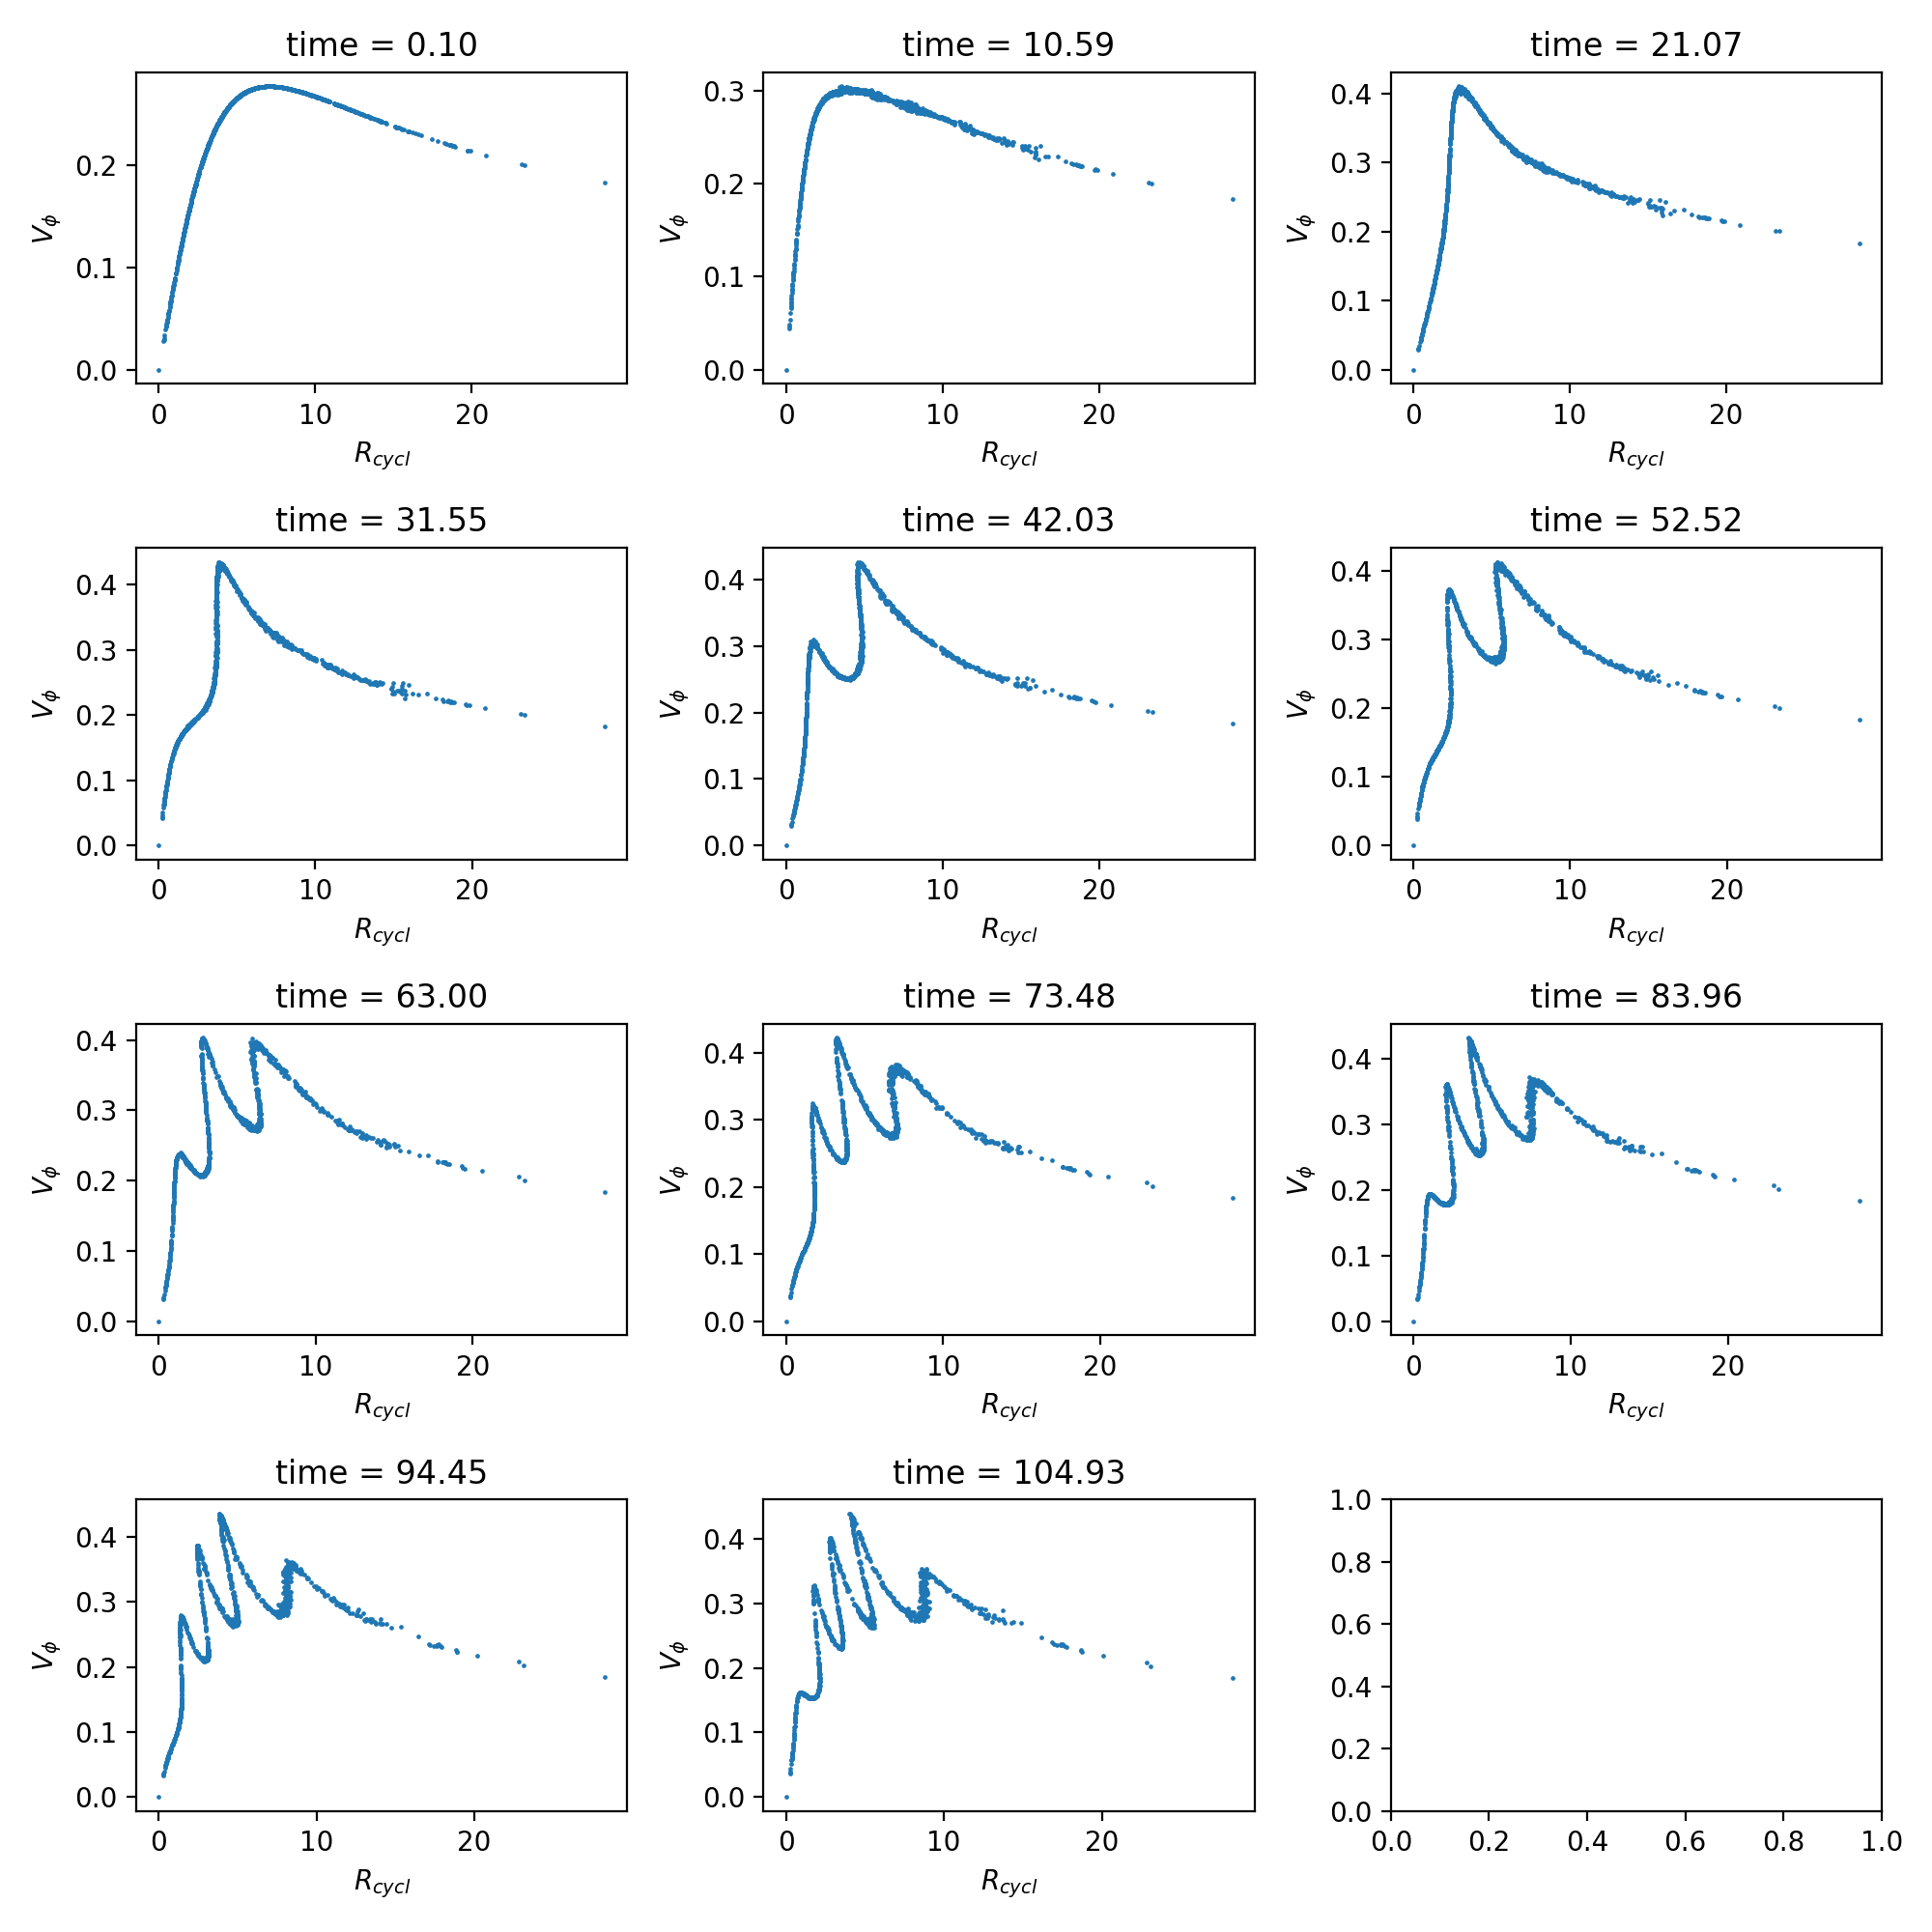 time = 0.10
time = 10.59
time = 21.07
V_ϕ
0.2
0.1
0.0
0 10 20
R_cycl
V_ϕ
0.3
0.2
0.1
0.0
0 10 20
R_cycl
V_ϕ
0.4
0.3
0.2
0.1
0.0
0 10 20
R_cycl
time = 31.55
time = 42.03
time = 52.52
V_ϕ
0.4
0.3
0.2
0.1
0.0
0 10 20
R_cycl
V_ϕ
0.4
0.3
0.2
0.1
0.0
0 10 20
R_cycl
V_ϕ
0.4
0.3
0.2
0.1
0.0
0 10 20
R_cycl
time = 63.00
time = 73.48
time = 83.96
V_ϕ
0.4
0.3
0.2
0.1
0.0
0 10 20
R_cycl
V_ϕ
0.4
0.3
0.2
0.1
0.0
0 10 20
R_cycl
V_ϕ
0.4
0.3
0.2
0.1
0.0
0 10 20
R_cycl
time = 94.45
time = 104.93
V_ϕ
0.4
0.3
0.2
0.1
0.0
0 10 20
R_cycl
V_ϕ
0.4
0.3
0.2
0.1
0.0
0 10 20
R_cycl
1.0
0.8
0.6
0.4
0.2
0.0
0.0 0.2 0.4 0.6 0.8 1.0